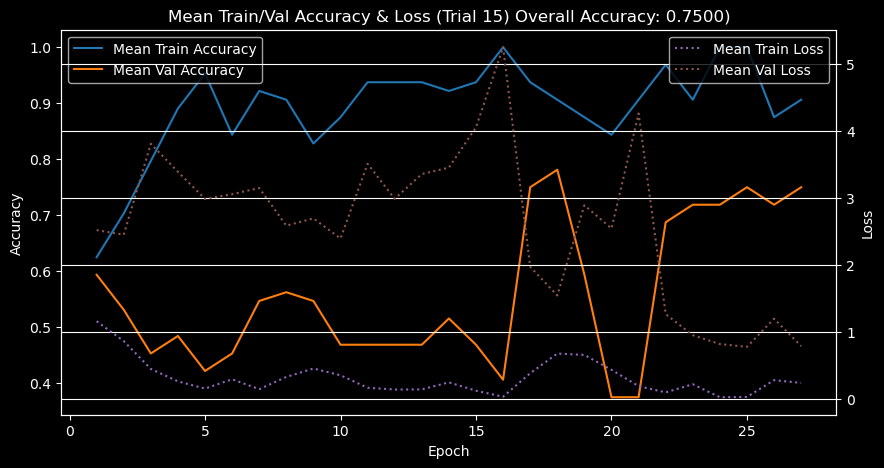 Mean Train/Val Accuracy & Loss (Trial 15) Overall Accuracy: 0.7500)
Mean Train Accuracy
Mean Val Accuracy
Mean Train Loss
Mean Val Loss
1.0
0.9
0.8
0.7
0.6
0.5
0.4
Accuracy
5
4
3
2
1
0
Loss
0
5
10
15
20
25
Epoch